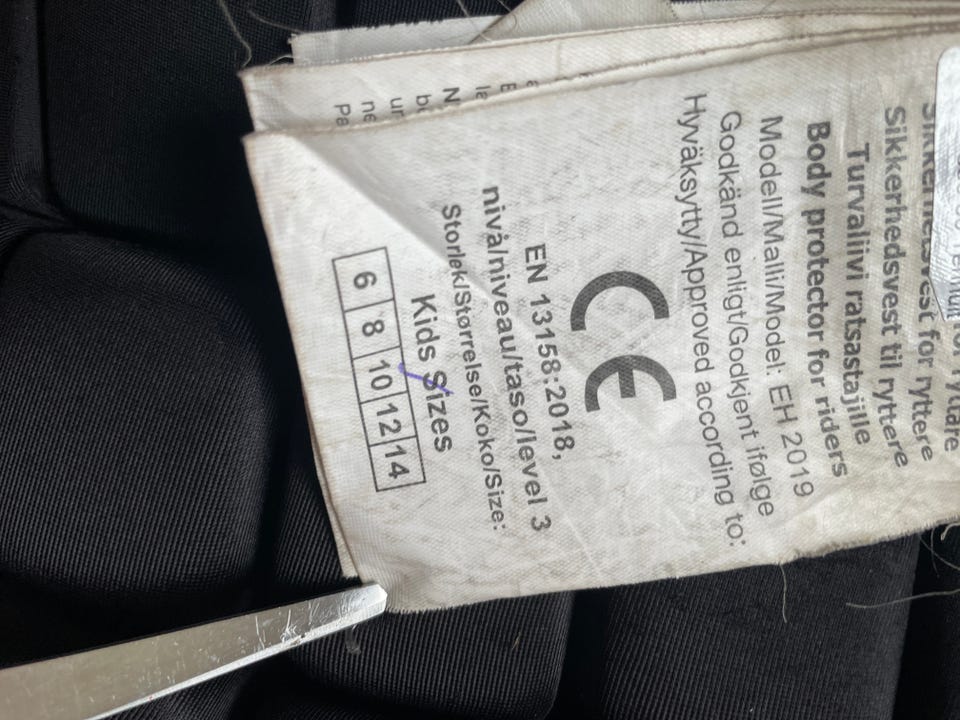 Sikkerhedsvest til ryttere
Turvaliivi ratsastajille
Body protector for riders
Modell/Malli/Model: EH 2019
Godkänd enligt/Godkjent ifølge
Hyväksytty/Approved according to:
CE
EN 13158:2018,
nivå/niveau/taso/level 3
Storlek/Størrelse/Koko/Size:
Kids Sizes
6 8 10 12 14